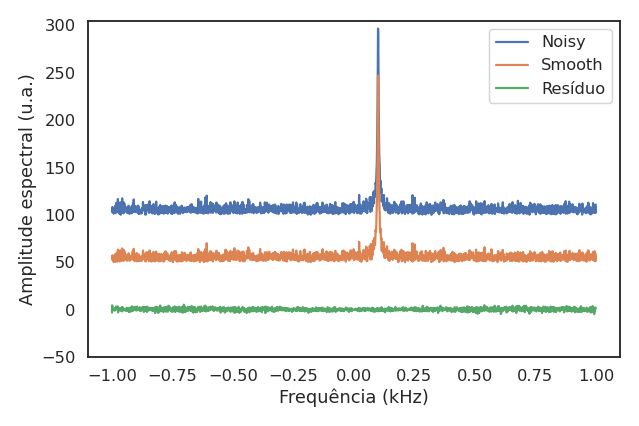 Amplitude espectral (u.a.)
300
250
200
150
100
50
0
−50
Noisy
Smooth
Resíduo
−1.00 −0.75 −0.50 −0.25 0.00 0.25 0.50 0.75 1.00
Frequência (kHz)